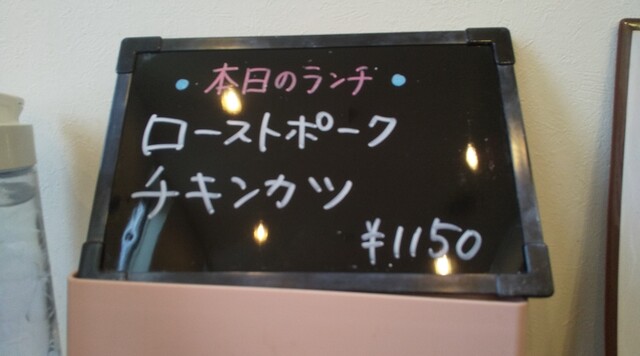 ・本日のランチ・
ローストポーク
チキンカツ
¥1150